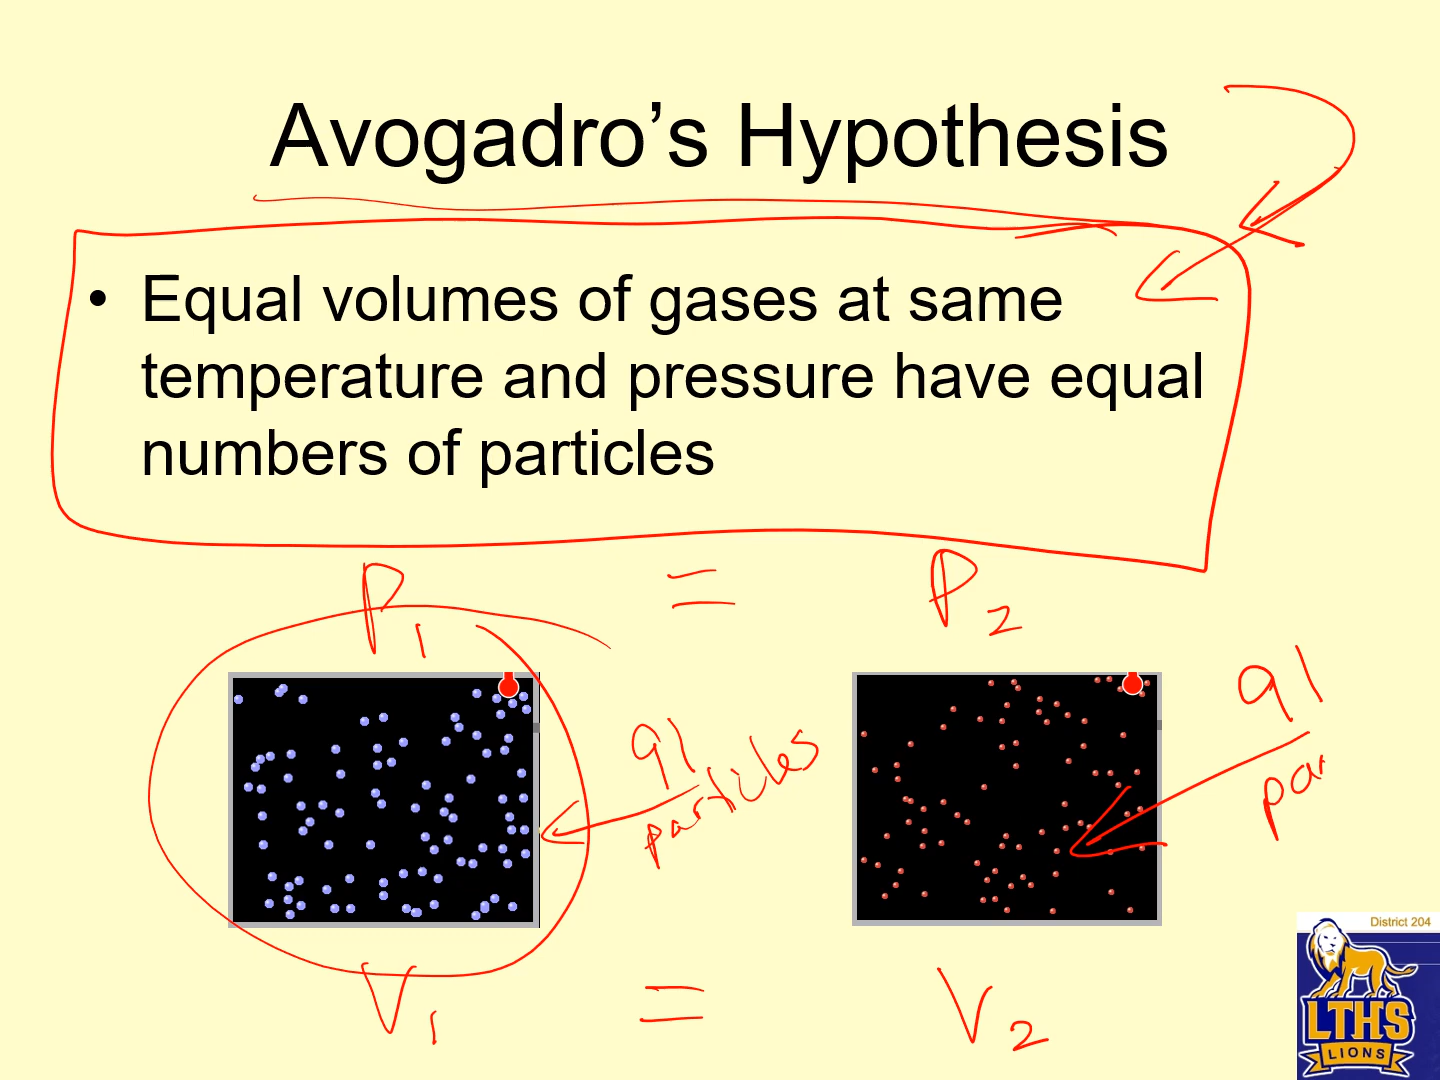 Avogadro’s Hypothesis
• Equal volumes of gases at same
temperature and pressure have equal
numbers of particles
P1 = P2
91
particles
91
par
V1 = V2
District 204
LTHS
LIONS